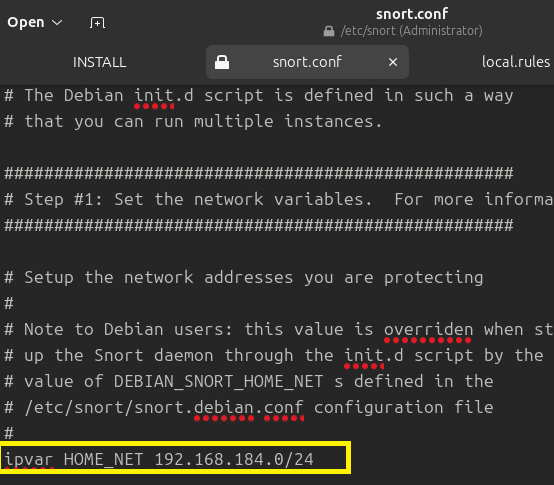 Open
snort.conf
/etc/snort (Administrator)
INSTALL
snort.conf
local.rules
# The Debian init.d script is defined in such a way
# that you can run multiple instances.
###################################################
# Step #1: Set the network variables.  For more informa
###################################################
# Setup the network addresses you are protecting
#
# Note to Debian users: this value is overriden when st
# up the Snort daemon through the init.d script by the
# value of DEBIAN_SNORT_HOME_NET s defined in the
# /etc/snort/snort.debian.conf configuration file
#
ipvar HOME_NET 192.168.184.0/24